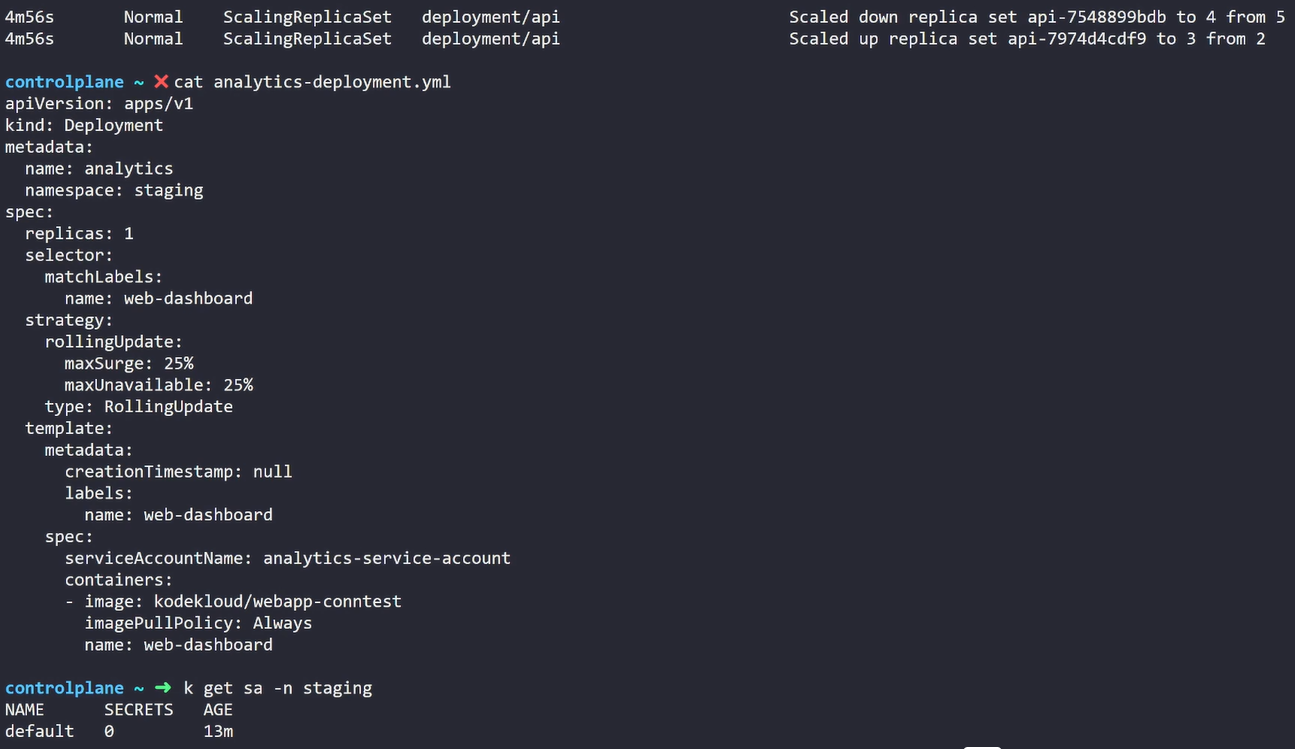 4m56s       Normal    ScalingReplicaSet   deployment/api                       Scaled down replica set api-7548899bdb to 4 from 5
4m56s       Normal    ScalingReplicaSet   deployment/api                       Scaled up replica set api-7974d4cdf9 to 3 from 2
controlplane ~ ✖ cat analytics-deployment.yml
apiVersion: apps/v1
kind: Deployment
metadata:
  name: analytics
  namespace: staging
spec:
  replicas: 1
  selector:
    matchLabels:
      name: web-dashboard
  strategy:
    rollingUpdate:
      maxSurge: 25%
      maxUnavailable: 25%
    type: RollingUpdate
  template:
    metadata:
      creationTimestamp: null
      labels:
        name: web-dashboard
    spec:
      serviceAccountName: analytics-service-account
      containers:
      - image: kodekloud/webapp-conntest
        imagePullPolicy: Always
        name: web-dashboard
controlplane ~ ➜ k get sa -n staging
NAME      SECRETS   AGE
default   0         13m